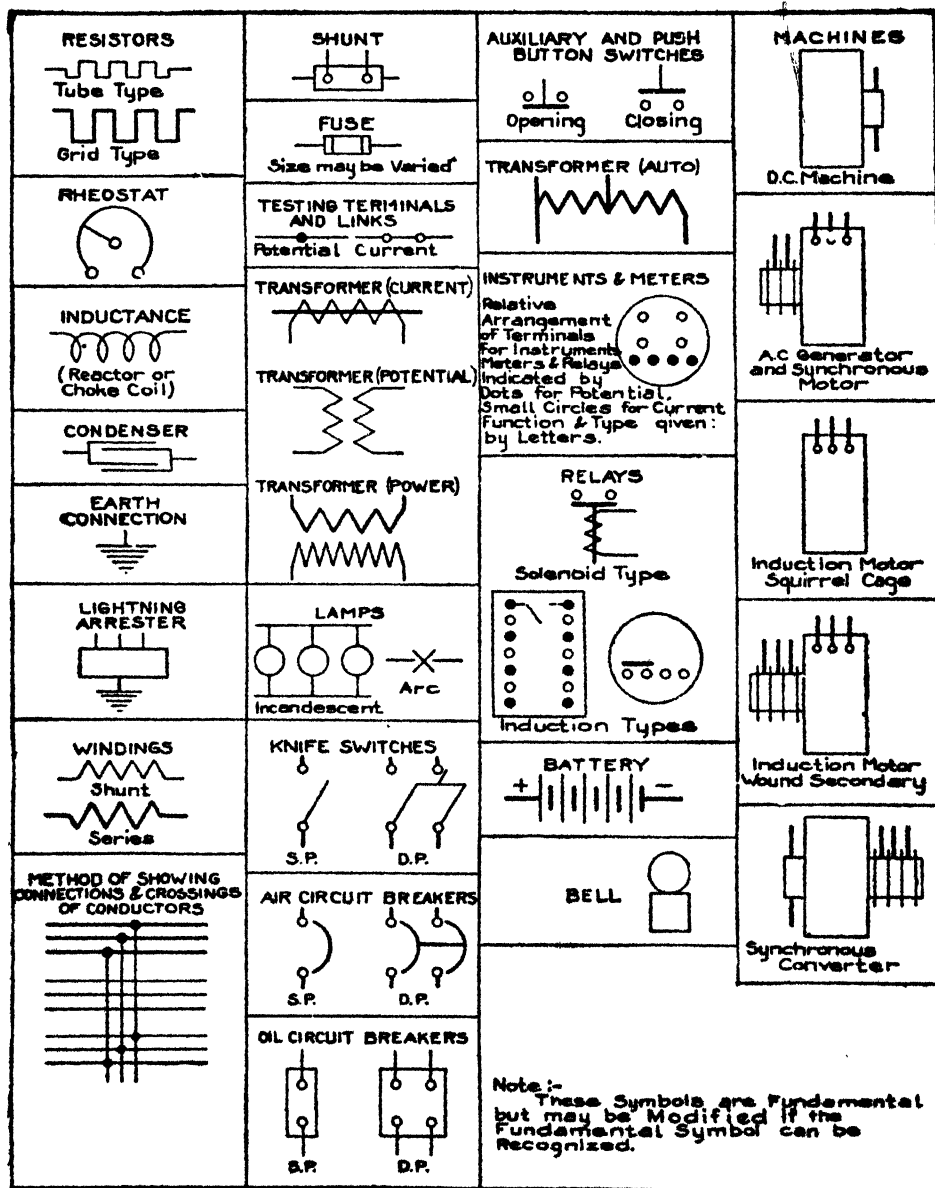 RESISTORS
Tube Type
Grid Type
RHEOSTAT
INDUCTANCE
(Reactor or
Choke Coil)
CONDENSER
EARTH
CONNECTION
LIGHTNING
ARRESTER
WINDINGS
Shunt
Series
METHOD OF SHOWING
CONNECTIONS & CROSSINGS
OF CONDUCTORS
SHUNT
FUSE
Size may be Varied
TESTING TERMINALS
AND LINKS
Potential Current
TRANSFORMER (CURRENT)
TRANSFORMER (POTENTIAL)
TRANSFORMER (POWER)
LAMPS
Arc
Incandescent
KNIFE SWITCHES
S.P. D.P.
AIR CIRCUIT BREAKERS
S.P. D.P.
OIL CIRCUIT BREAKERS
S.P. D.P.
AUXILIARY AND PUSH
BUTTON SWITCHES
Opening Closing
TRANSFORMER (AUTO)
INSTRUMENTS & METERS
Relative
Arrangement
of Terminals
for Instruments
Meters & Relays
Indicated by
Dots for Potential,
Small Circles for Current
Function & Type given:
by Letters.
RELAYS
Solenoid Type
Induction Types
BATTERY
+ −
BELL
MACHINES
D.C. Machine
A.C Generator
and Synchronous
Motor
Induction Motor
Squirrel Cage
Induction Motor
Wound Secondary
Synchronous
Converter
Note:-
These Symbols are Fundamental
but may be Modified if the
Fundamental Symbol can be
Recognized.